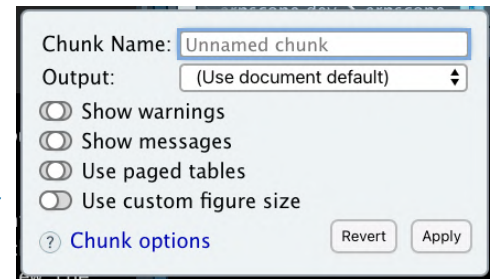 Chunk Name: Unnamed chunk
Output: (Use document default)
Show warnings
Show messages
Use paged tables
Use custom figure size
? Chunk options Revert Apply